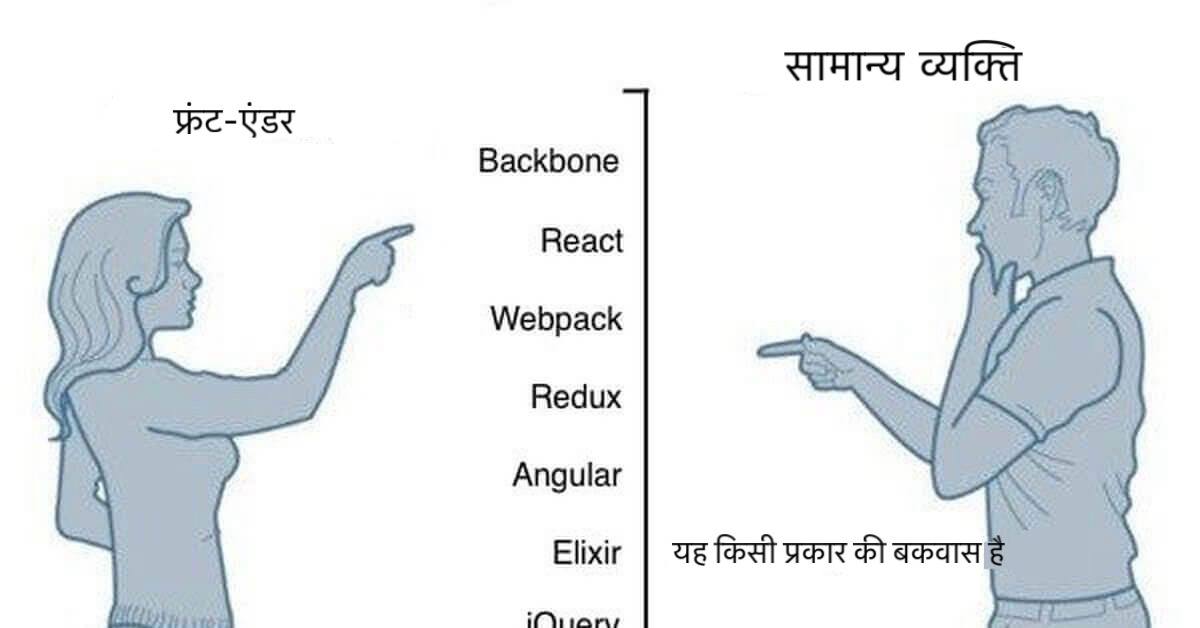 सामान्य व्यक्ति
फ्रंट-एंडर
Backbone
React
Webpack
Redux
Angular
Elixir
यह किसी प्रकार की बकवास है
jQuery